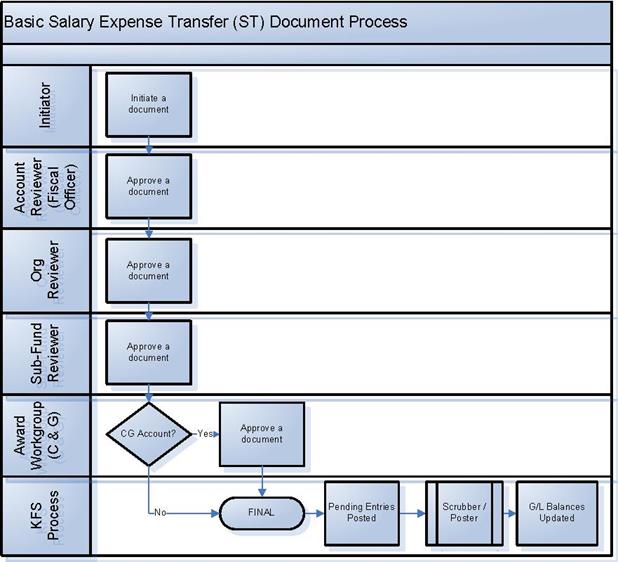 Basic Salary Expense Transfer (ST) Document Process
Initiator
Initiate a
document
Account
Reviewer
(Fiscal
Officer)
Approve a
document
Org
Reviewer
Approve a
document
Sub-Fund
Reviewer
Approve a
document
Award
Workgroup
(C & G)
CG Account?
Yes
Approve a
document
KFS
Process
No
FINAL
Pending Entries
Posted
Scrubber /
Poster
G/L Balances
Updated